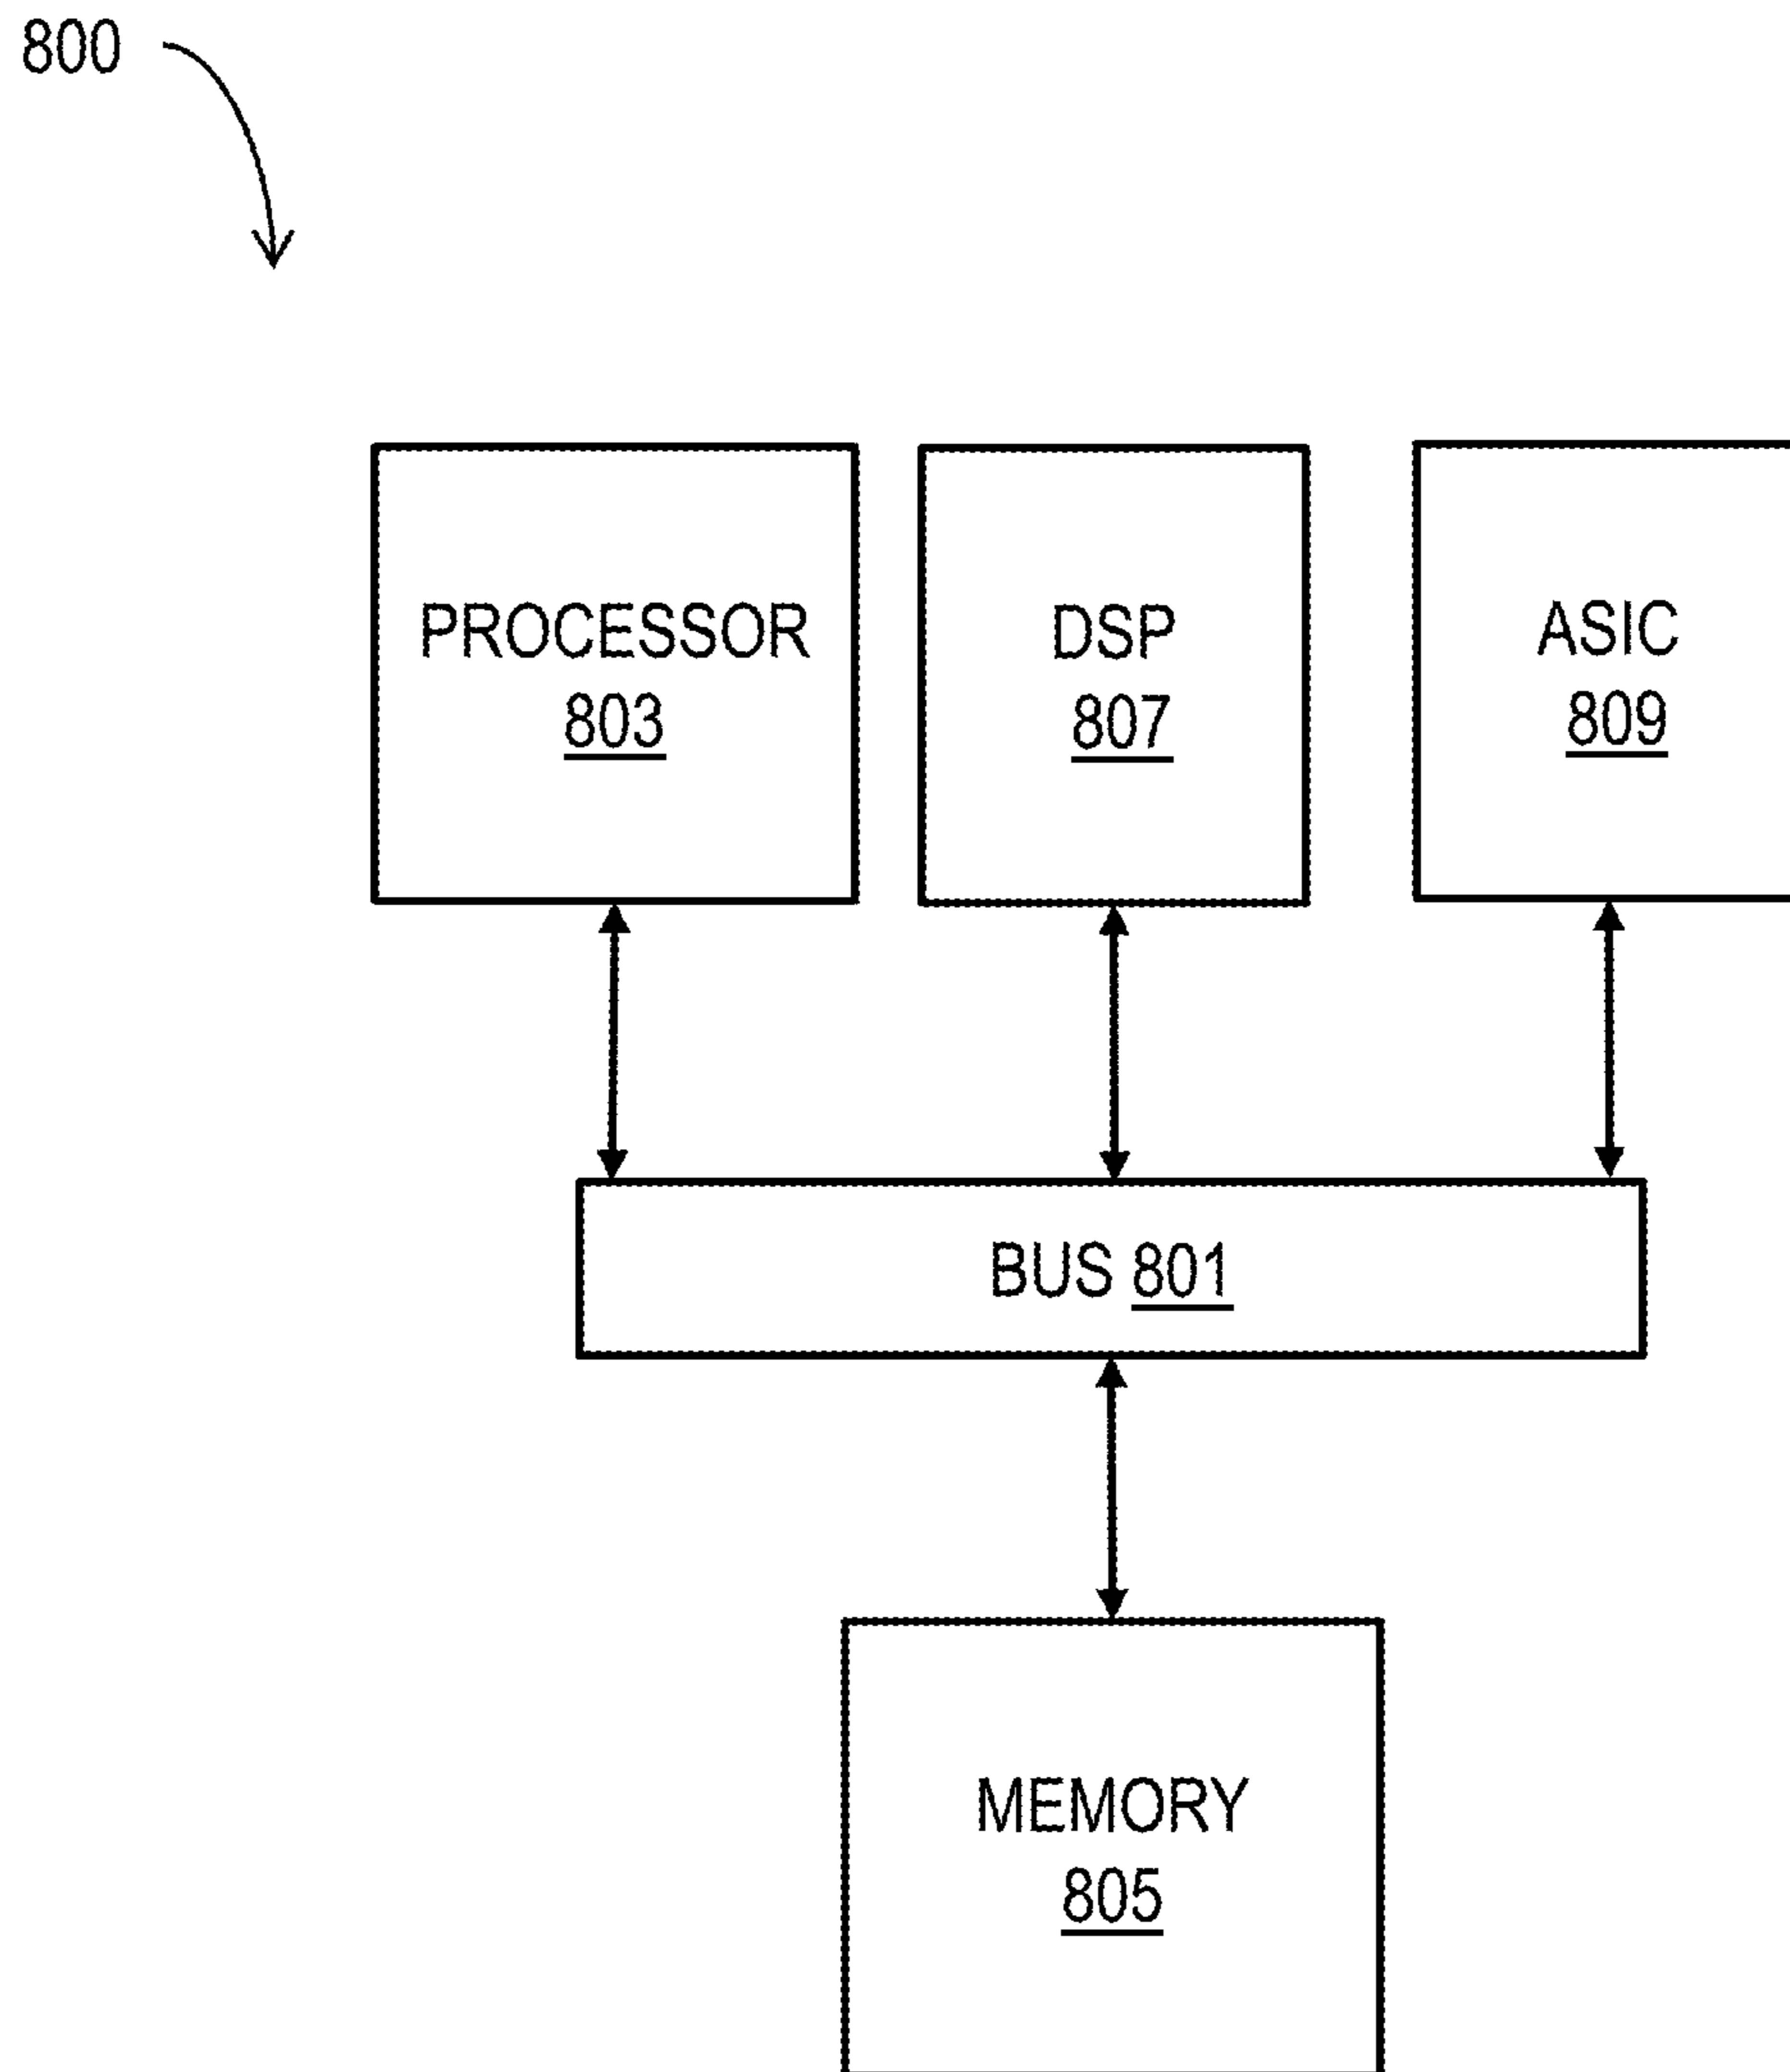 800
PROCESSOR
803
DSP
807
ASIC
809
BUS 801
MEMORY
805